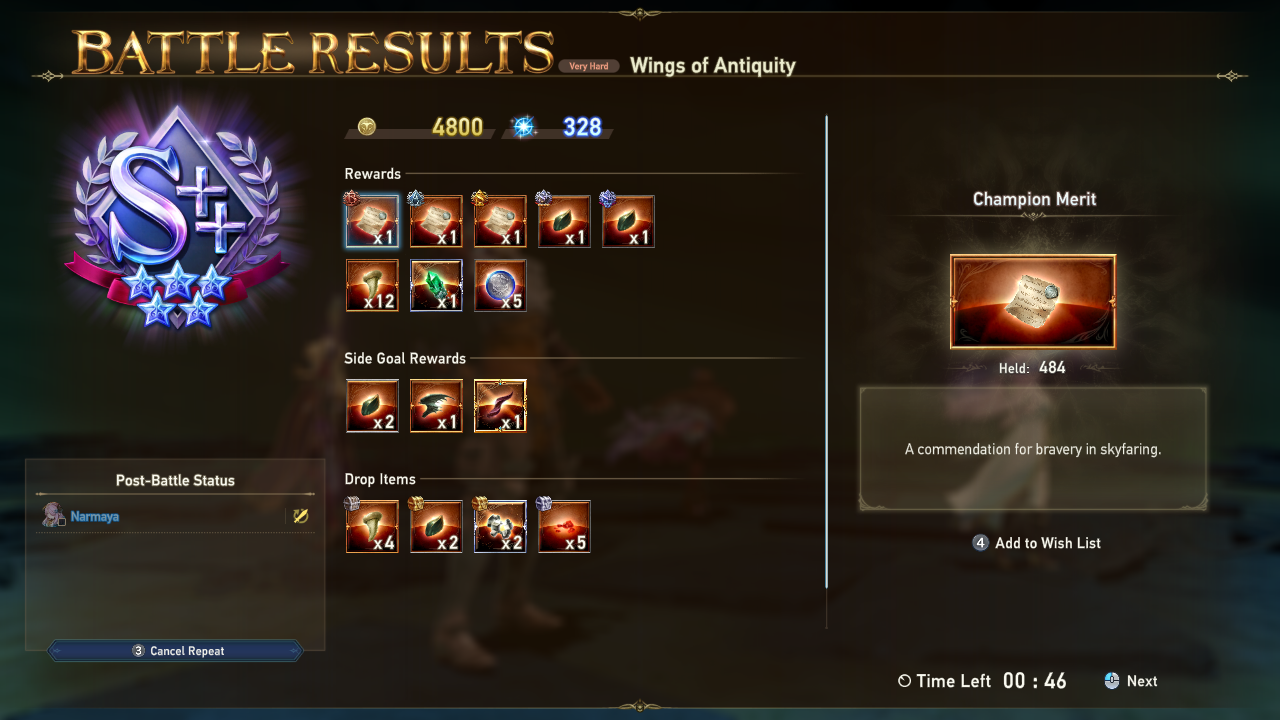 BATTLE RESULTS
Very Hard
Wings of Antiquity
S++
4800 328
Rewards
x1 x1 x1 x1 x1
x12 x1 x5
Side Goal Rewards
x2 x1 x1
Drop Items
x4 x2 x2 x5
Post-Battle Status
Narmaya
3 Cancel Repeat
Champion Merit
Held: 484
A commendation for bravery in skyfaring.
4 Add to Wish List
Time Left 00 : 46
Next